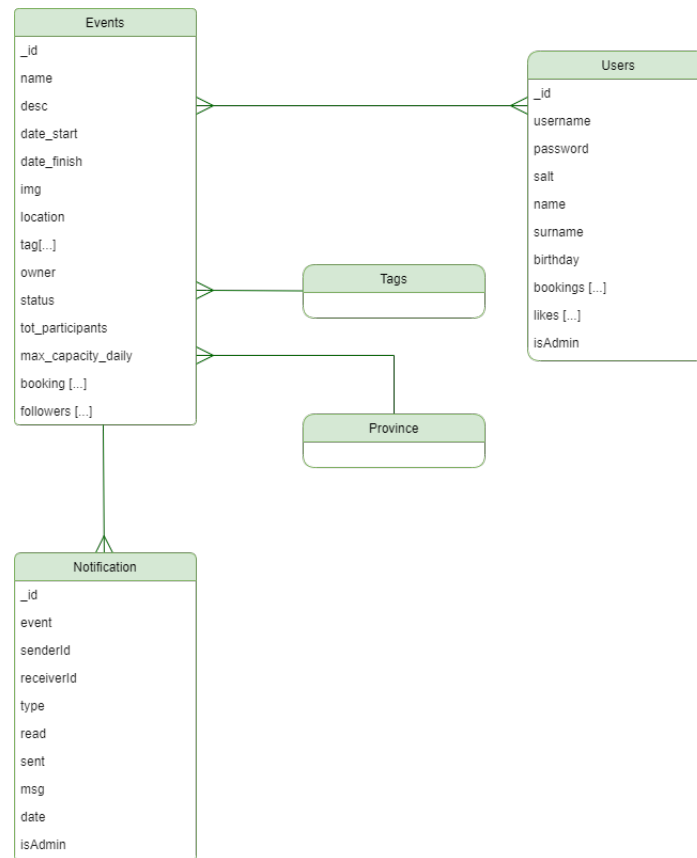 Events
_id
name
desc
date_start
date_finish
img
location
tag[...]
owner
status
tot_participants
max_capacity_daily
booking [...]
followers [...]
Users
_id
username
password
salt
name
surname
birthday
bookings [...]
likes [...]
isAdmin
Tags
Province
Notification
_id
event
senderId
receiverId
type
read
sent
msg
date
isAdmin